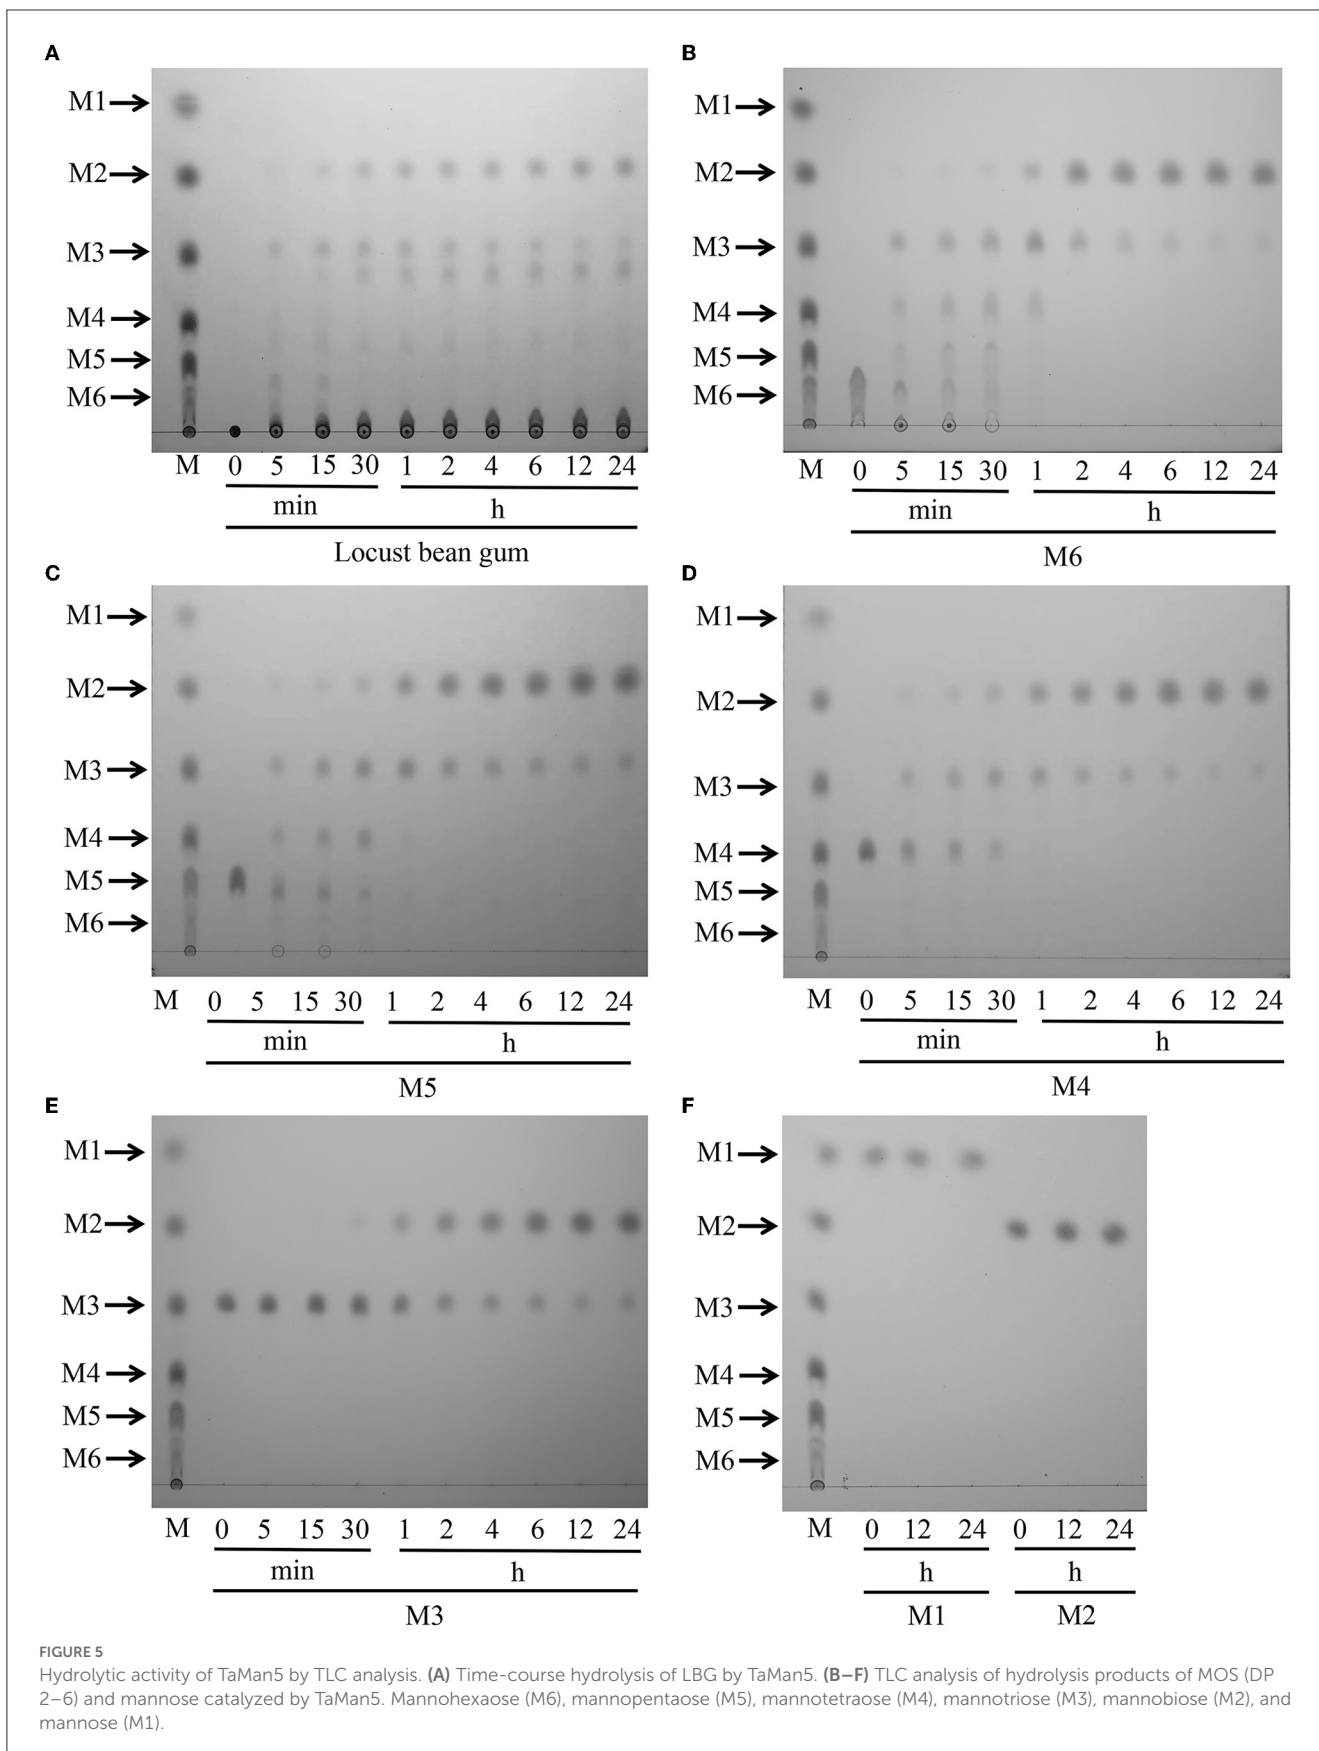 A
M1
M2
M3
M4
M5
M6
M 0 5 15 30 1 2 4 6 12 24
min h
Locust bean gum
B
M1
M2
M3
M4
M5
M6
M 0 5 15 30 1 2 4 6 12 24
min h
M6
C
M1
M2
M3
M4
M5
M6
M 0 5 15 30 1 2 4 6 12 24
min h
M5
D
M1
M2
M3
M4
M5
M6
M 0 5 15 30 1 2 4 6 12 24
min h
M4
E
M1
M2
M3
M4
M5
M6
M 0 5 15 30 1 2 4 6 12 24
min h
M3
F
M1
M2
M3
M4
M5
M6
M 0 12 24 0 12 24
h h
M1 M2
FIGURE 5
Hydrolytic activity of TaMan5 by TLC analysis. (A) Time-course hydrolysis of LBG by TaMan5. (B–F) TLC analysis of hydrolysis products of MOS (DP
2–6) and mannose catalyzed by TaMan5. Mannohexaose (M6), mannopentaose (M5), mannotetraose (M4), mannotriose (M3), mannobiose (M2), and
mannose (M1).